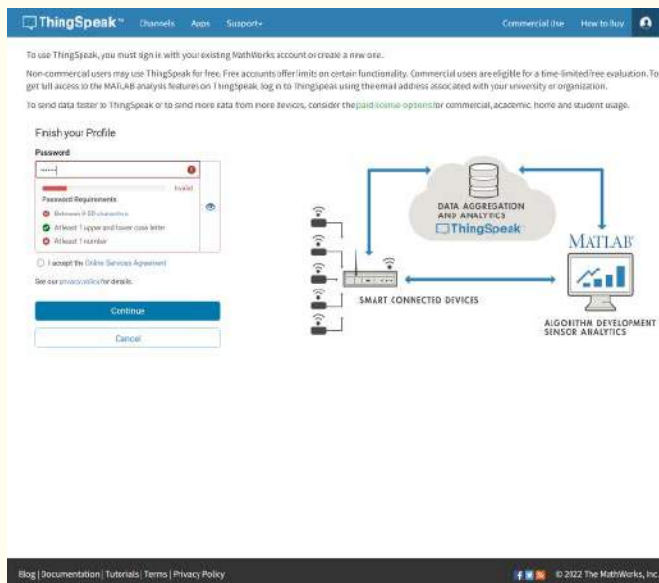 ThingSpeak™ Channels Apps Support Commercial Use How to Buy
To use ThingSpeak, you must sign in with your existing MathWorks account or create a new one.
Non-commercial users may use ThingSpeak for free. Free accounts offer limits on certain functionality. Commercial users are eligible for a time-limited free evaluation. To
get full access to the MATLAB analysis features on ThingSpeak, log in to ThingSpeak using the email address associated with your university or organization.
To send data faster to ThingSpeak or to send more data from more devices, consider the paid license options for commercial, academic, home and student usage.
Finish your Profile
Password
Invalid
Password Requirements
Between 8-50 characters
At least 1 upper and lower case letter
At least 1 number
I accept the Online Services Agreement
See our privacy policy for details.
Continue
Cancel
DATA AGGREGATION
AND ANALYTICS
ThingSpeak™
SMART CONNECTED DEVICES
MATLAB®
ALGORITHM DEVELOPMENT
SENSOR ANALYTICS
Blog | Documentation | Tutorials | Terms | Privacy Policy
© 2022 The MathWorks, Inc.